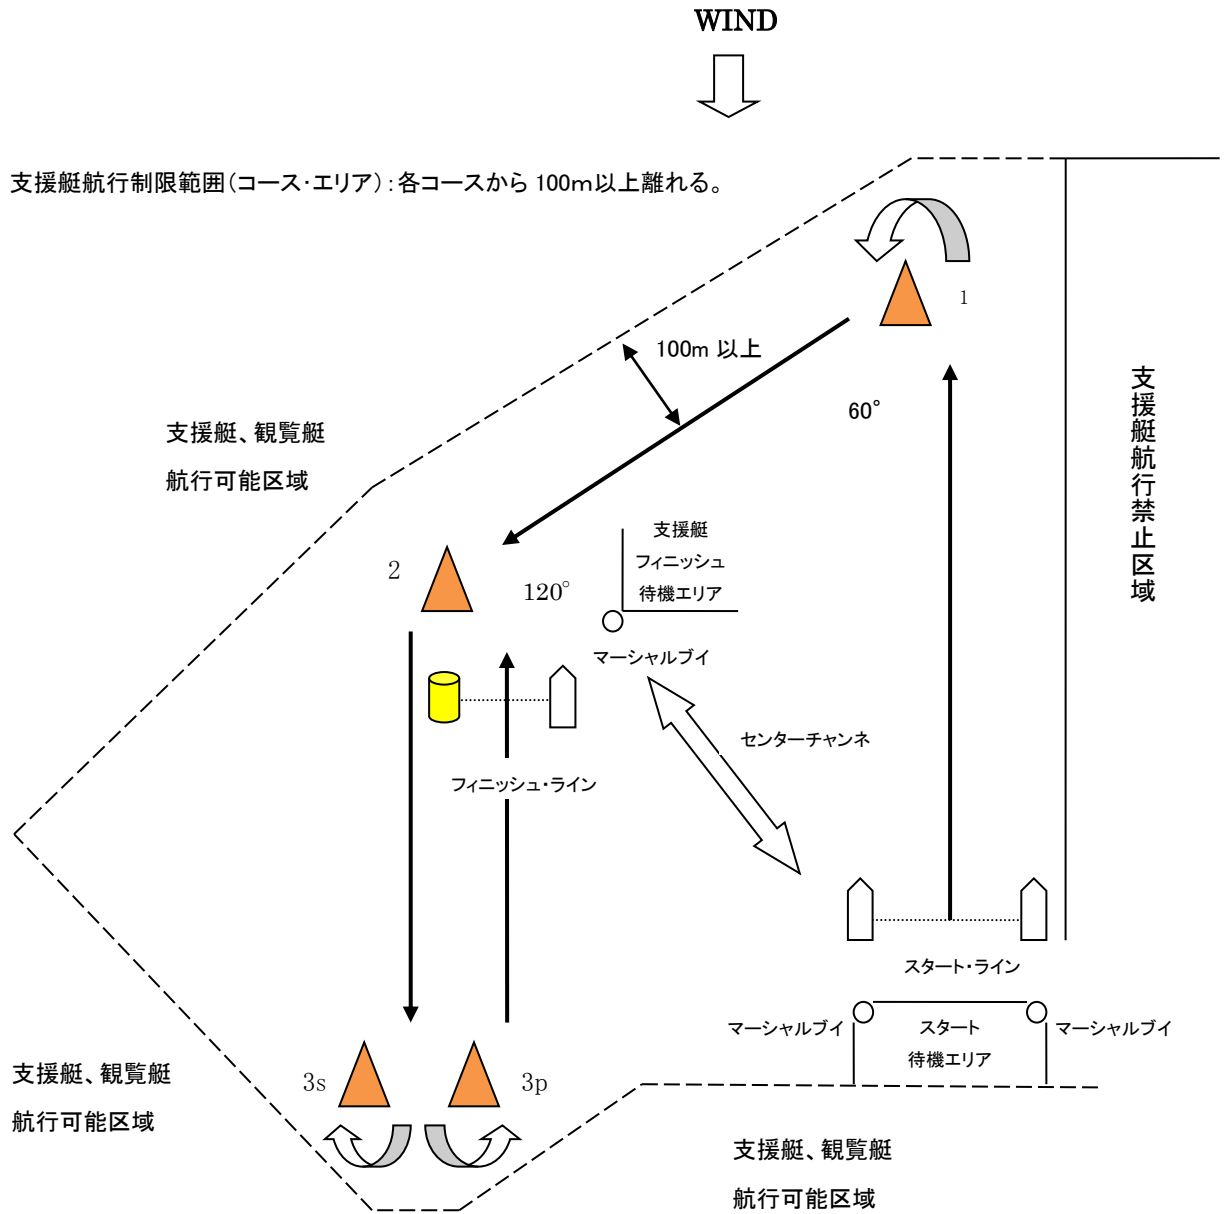 WIND
支援艇航行制限範囲(コース・エリア):各コースから 100m以上離れる。
1
100m 以上
60°
支援艇航行禁止区域
支援艇、観覧艇
航行可能区域
支援艇
フィニッシュ
待機エリア
2
120°
マーシャルブイ
センターチャンネ
フィニッシュ・ライン
スタート・ライン
マーシャルブイ
スタート
待機エリア
マーシャルブイ
支援艇、観覧艇
航行可能区域
3s
3p
支援艇、観覧艇
航行可能区域